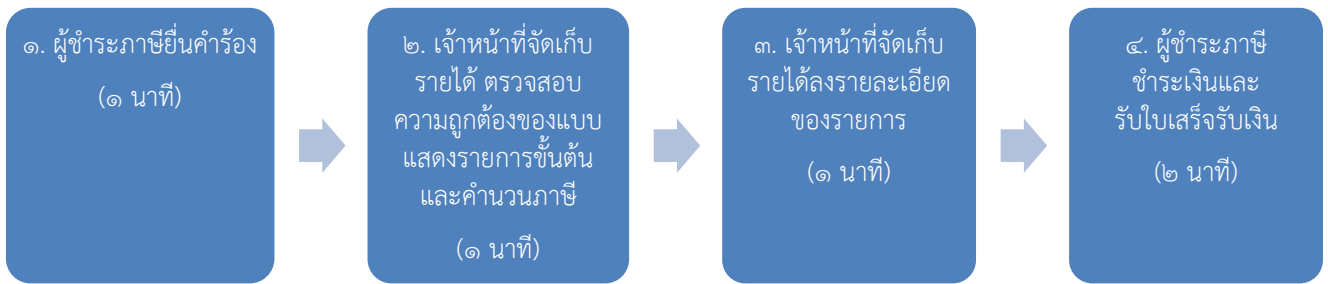 ๑. ผู้ชำระภาษียื่นคำร้อง
(๑ นาที)
๒. เจ้าหน้าที่จัดเก็บ
รายได้ ตรวจสอบ
ความถูกต้องของแบบ
แสดงรายการขั้นต้น
และคำนวนภาษี
(๑ นาที)
๓. เจ้าหน้าที่จัดเก็บ
รายได้ลงรายละเอียด
ของรายการ
(๑ นาที)
๔. ผู้ชำระภาษี
ชำระเงินและ
รับใบเสร็จรับเงิน
(๒ นาที)